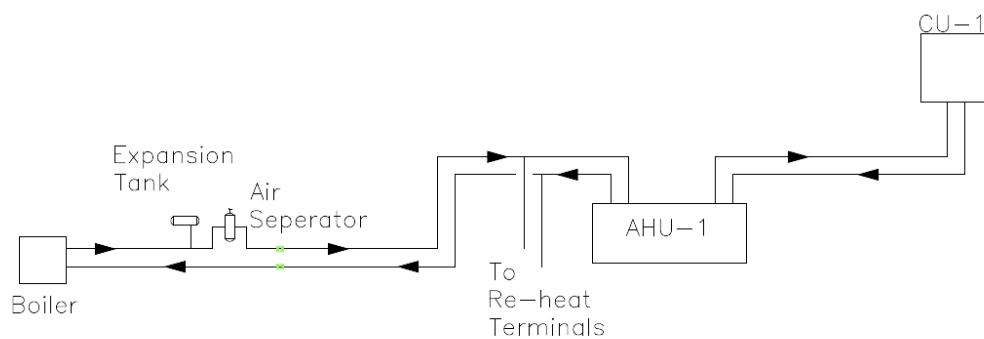 CU-1
Expansion
Tank
Air
Seperator
AHU-1
To
Re-heat
Terminals
Boiler